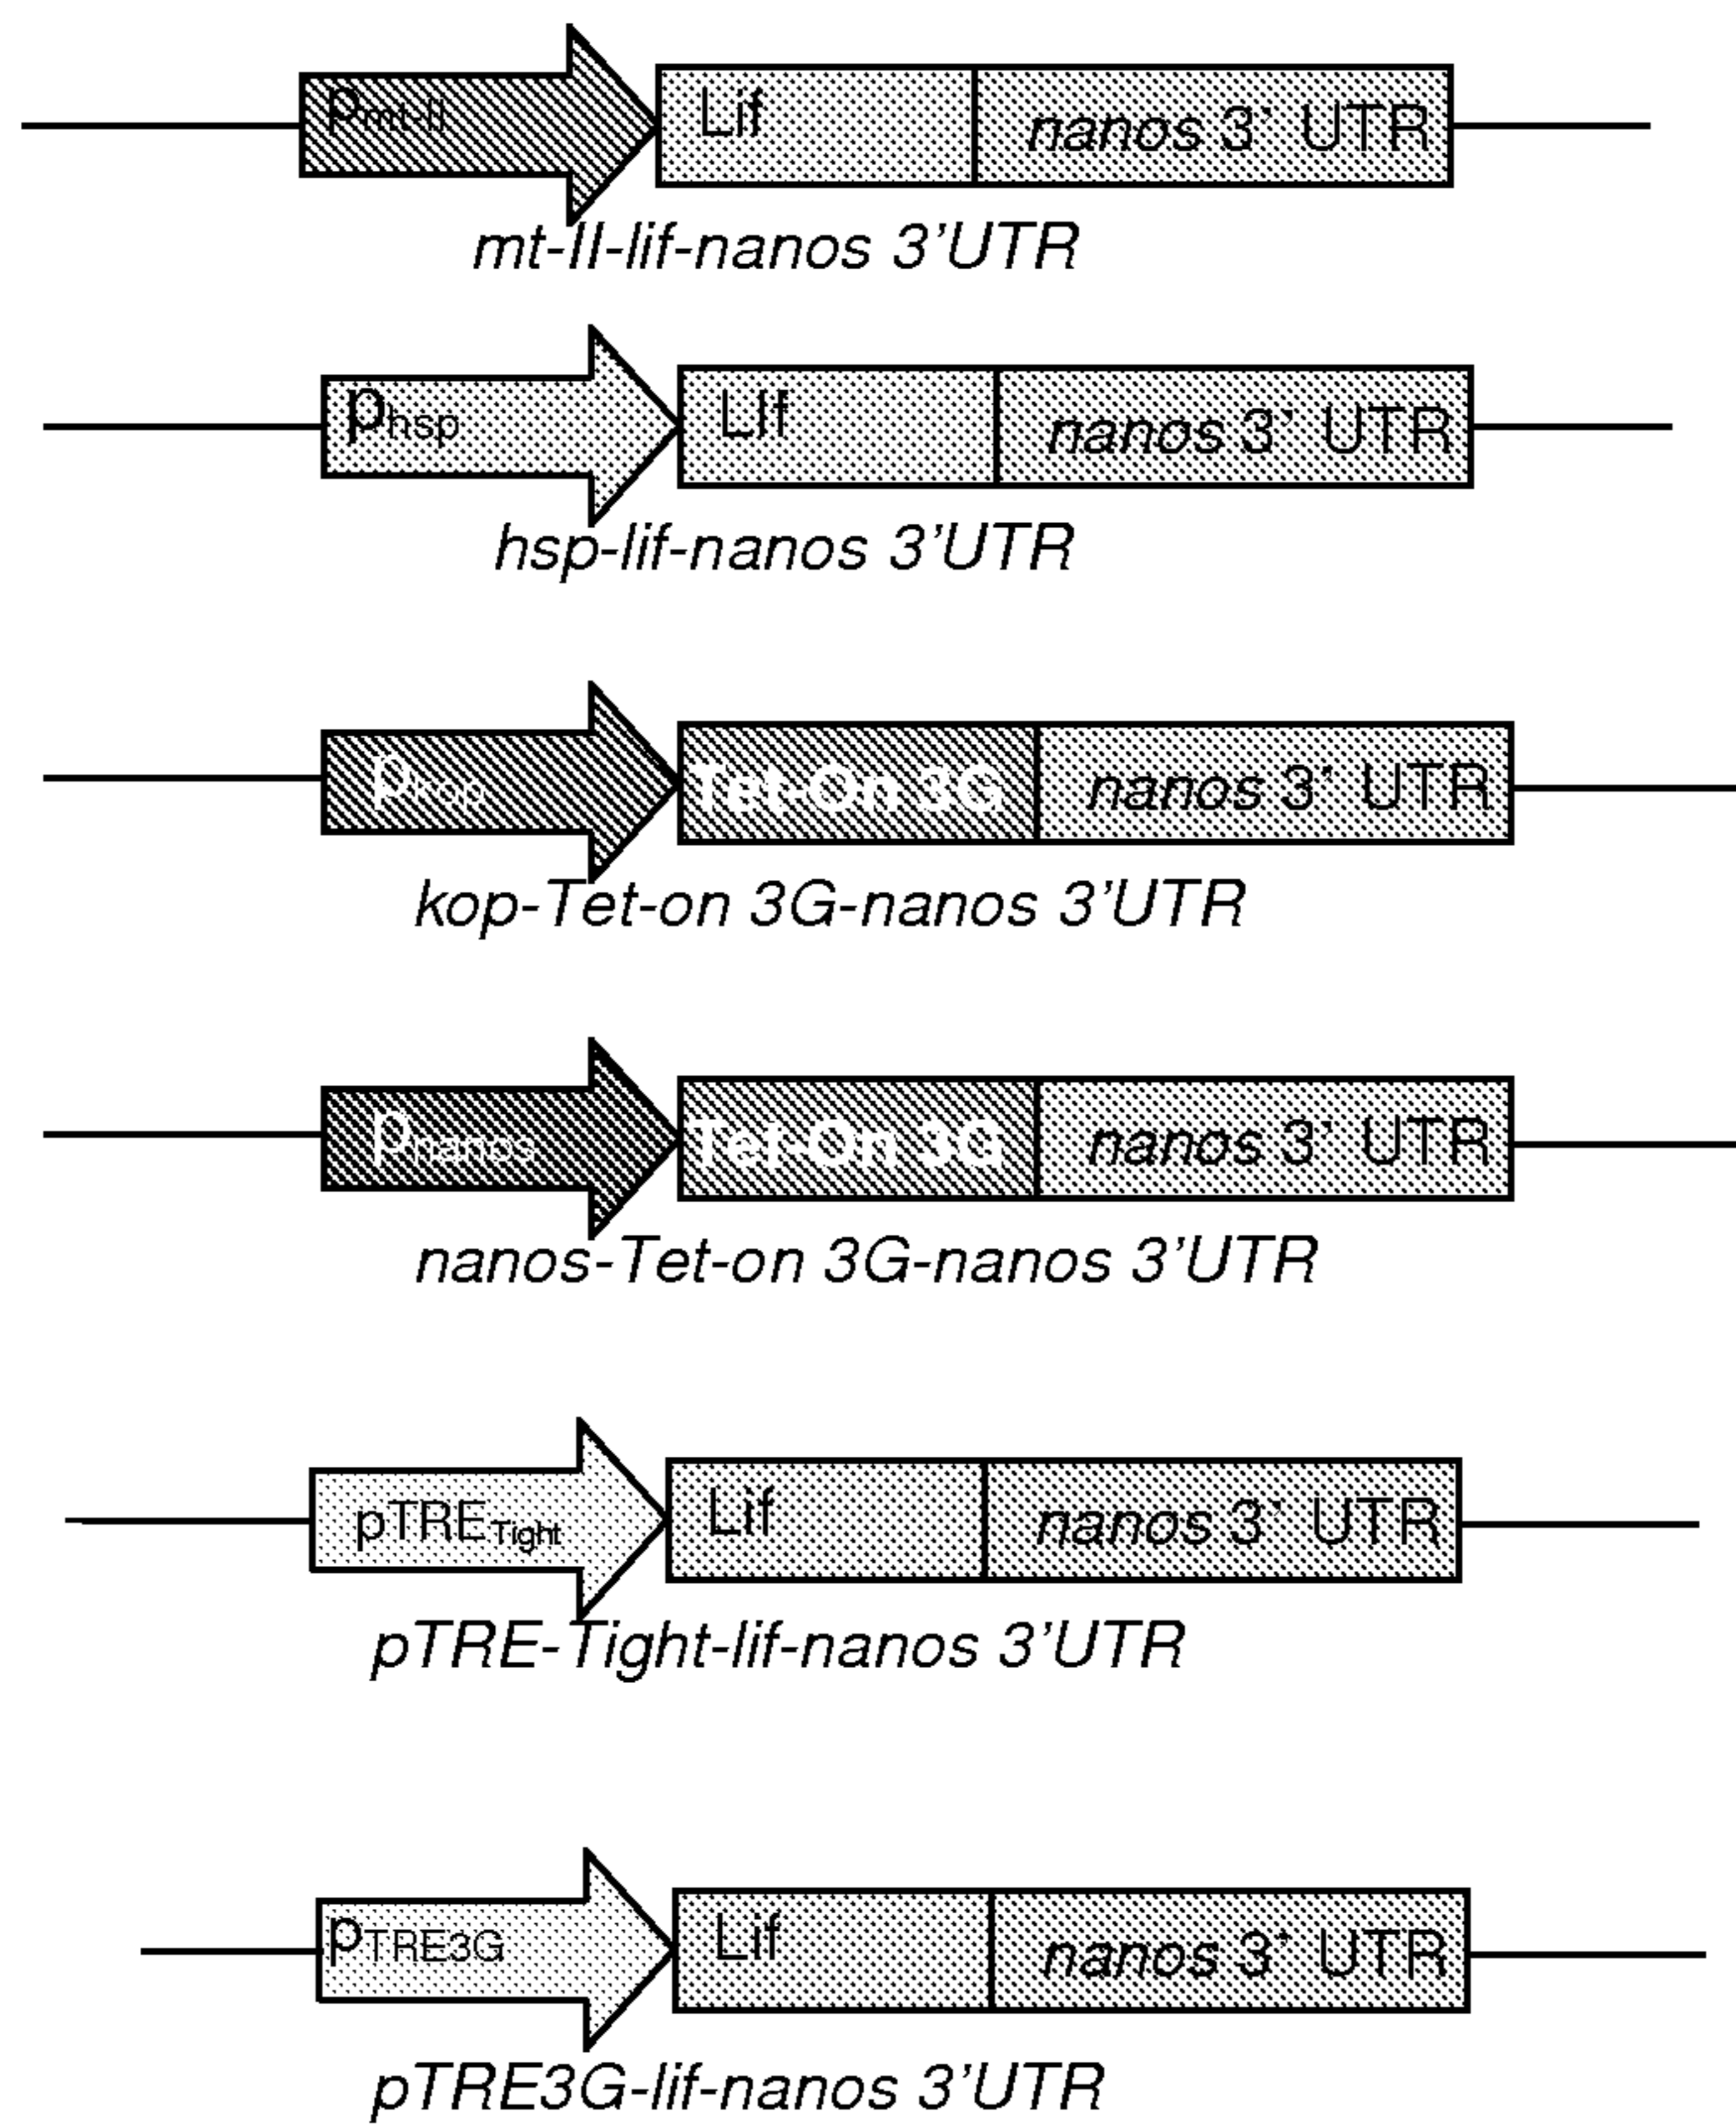 pmt-II Lif nanos 3' UTR
mt-II-lif-nanos 3'UTR
phsp Lif nanos 3' UTR
hsp-lif-nanos 3'UTR
pkop Tet-On 3G nanos 3' UTR
kop-Tet-on 3G-nanos 3'UTR
pnanos Tet-On 3G nanos 3' UTR
nanos-Tet-on 3G-nanos 3'UTR
pTRETight Lif nanos 3' UTR
pTRE-Tight-lif-nanos 3'UTR
pTRE3G Lif nanos 3' UTR
pTRE3G-lif-nanos 3'UTR